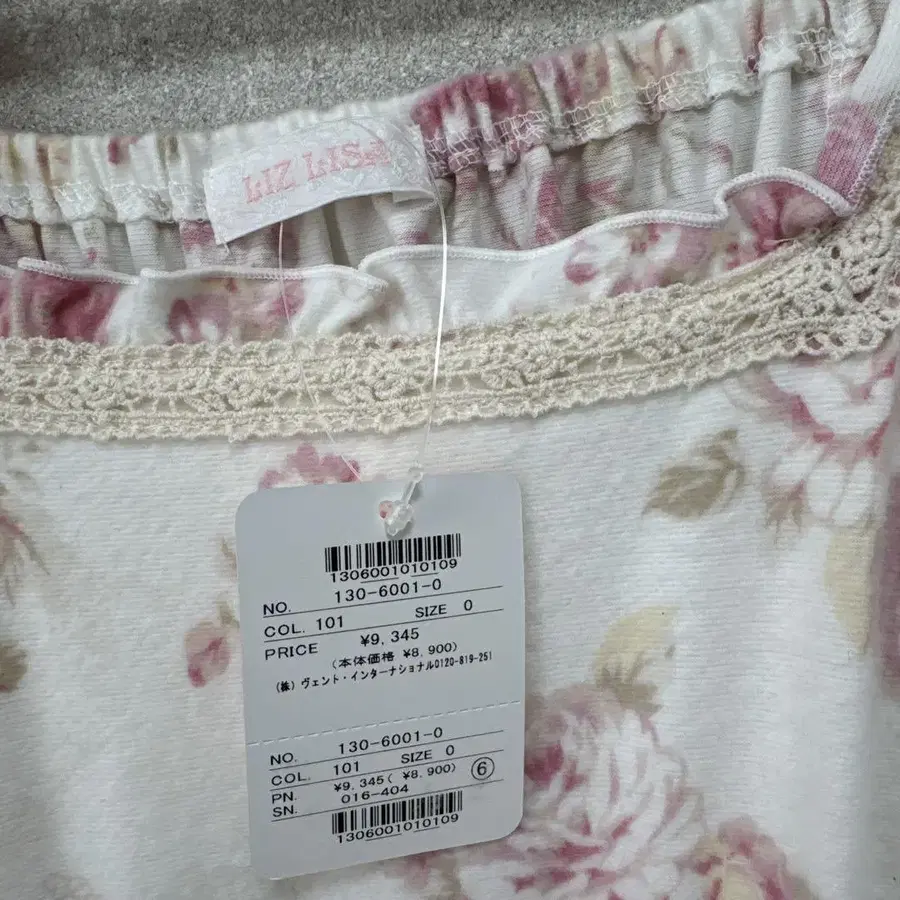 LIZ LISA
1306001010109
NO. 130-6001-0
COL. 101 SIZE 0
PRICE ¥9,345
(本体価格 ¥8,900)
(株)ヴェント・インターナショナル0120-819-251
NO. 130-6001-0
COL. 101 SIZE 0
PN. ¥9,345( ¥8,900) ⑥
SN. 016-404
1306001010109